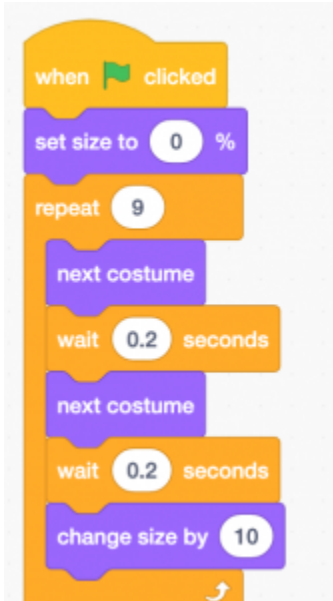 when clicked
set size to 0 %
repeat 9
next costume
wait 0.2 seconds
next costume
wait 0.2 seconds
change size by 10